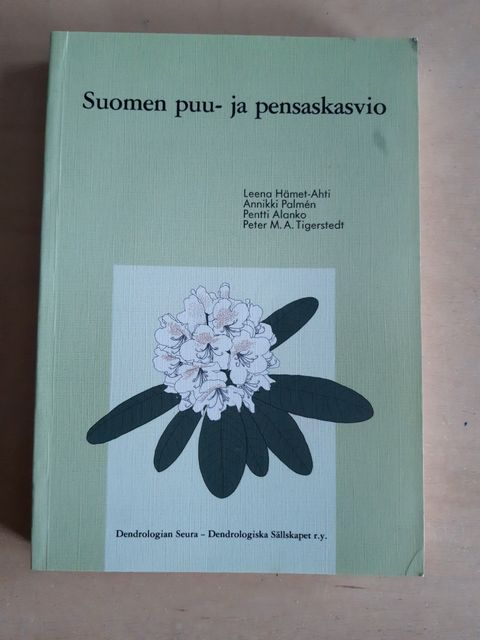 Suomen puu- ja pensaskasvio
Leena Hämet-Ahti
Annikki Palmén
Pentti Alanko
Peter M. A. Tigerstedt
Dendrologian Seura – Dendrologiska Sällskapet r.y.